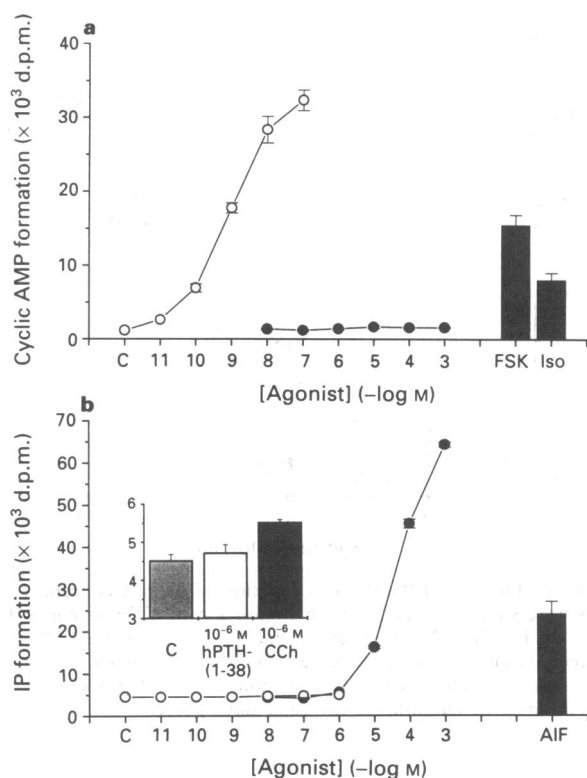 a
Cyclic AMP formation (× 10³ d.p.m.)
40
30
20
10
0
C 11 10 9 8 7 6 5 4 3 FSK Iso
[Agonist] (–log M)
b
IP formation (× 10³ d.p.m.)
70
60
50
40
30
20
10
0
6
5
4
3
C
10⁻⁶ M
hPTH-
(1-38)
10⁻⁶ M
CCh
C 11 10 9 8 7 6 5 4 3 AlF
[Agonist] (–log M)